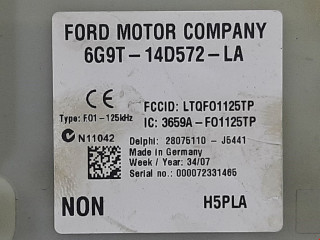 FORD MOTOR COMPANY
6G9T-14D572-LA
CE
FCCID: LTQFO1125TP
Type: F.O1-125kHz
IC: 3659A-FO1125TP
N11042
Delphi: 28075110 - J5441
Made in Germany
Week / Year: 34/07
Serial no.: 000072331465
NON
H5PLA